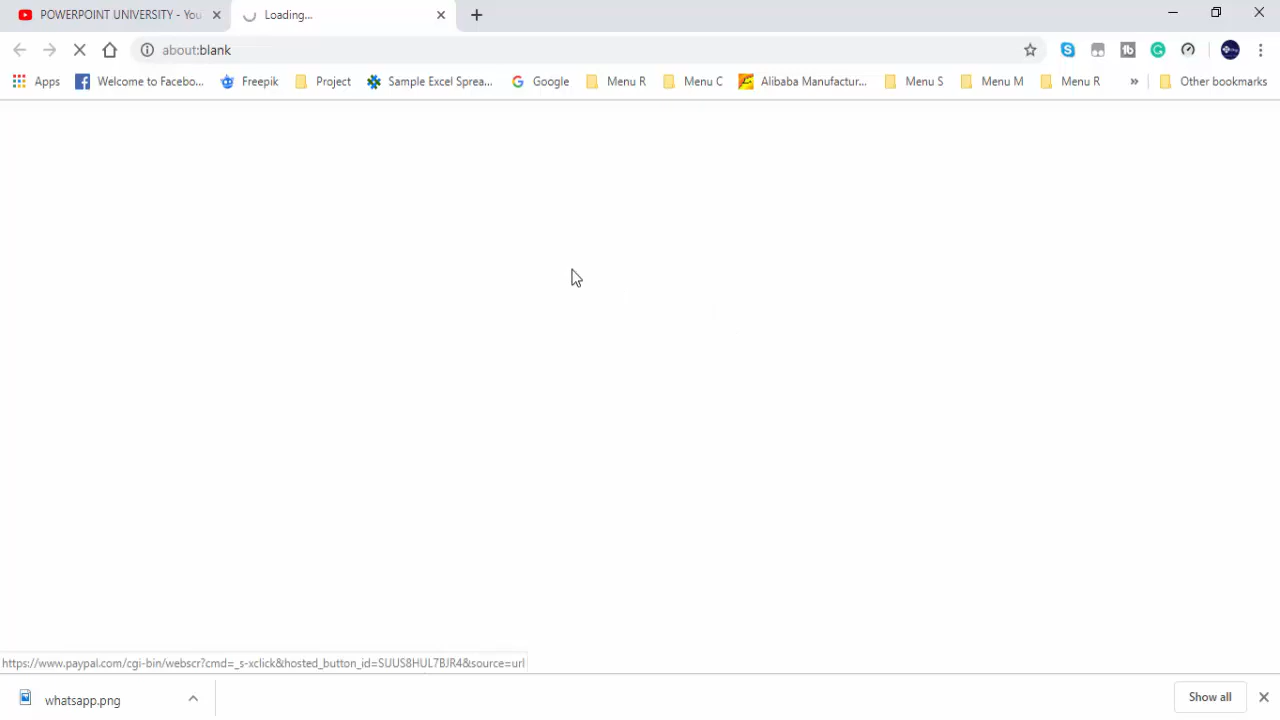 POWERPOINT UNIVERSITY - You
Loading...
about:blank
Apps
Welcome to Facebo...
Freepik
Project
Sample Excel Sprea...
Google
Menu R
Menu C
Alibaba Manufactur...
Menu S
Menu M
Menu R
»
Other bookmarks
https://www.paypal.com/cgi-bin/webscr?cmd=_s-xclick&hosted_button_id=SUUS8HUL7BJR4&source=url
whatsapp.png
Show all